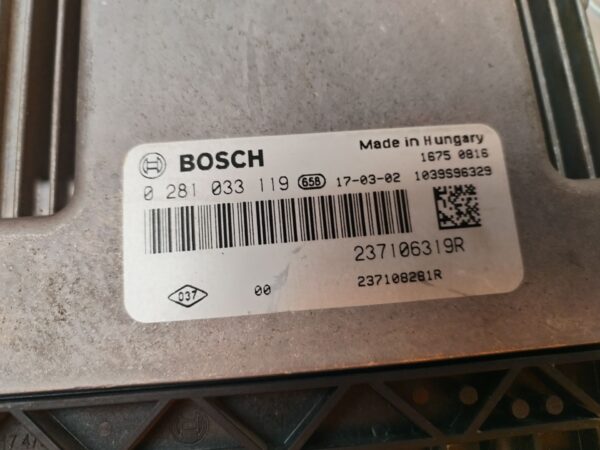 BOSCH
Made in Hungary
1675 0816
0 281 033 119 658 17-03-02 1039S96329
237106319R
037 00 237108281R